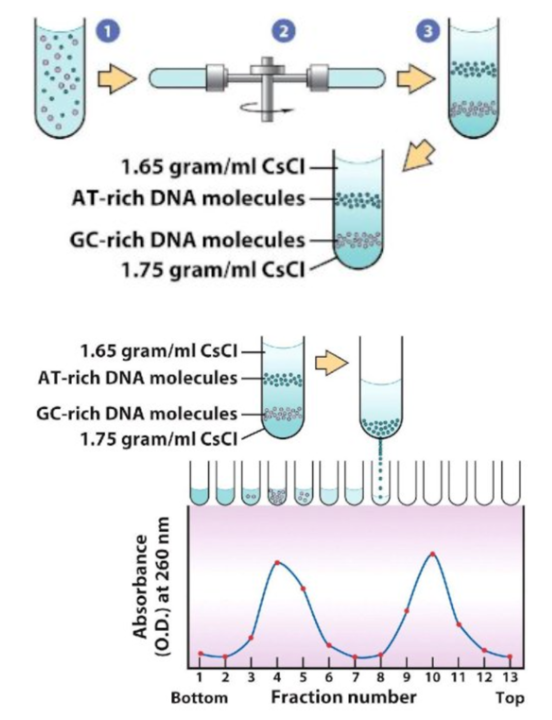 1
2
3
1.65 gram/ml CsCl
AT-rich DNA molecules
GC-rich DNA molecules
1.75 gram/ml CsCl
1.65 gram/ml CsCl
AT-rich DNA molecules
GC-rich DNA molecules
1.75 gram/ml CsCl
Absorbance
(O.D.) at 260 nm
1 2 3 4 5 6 7 8 9 10 11 12 13
Bottom Fraction number Top